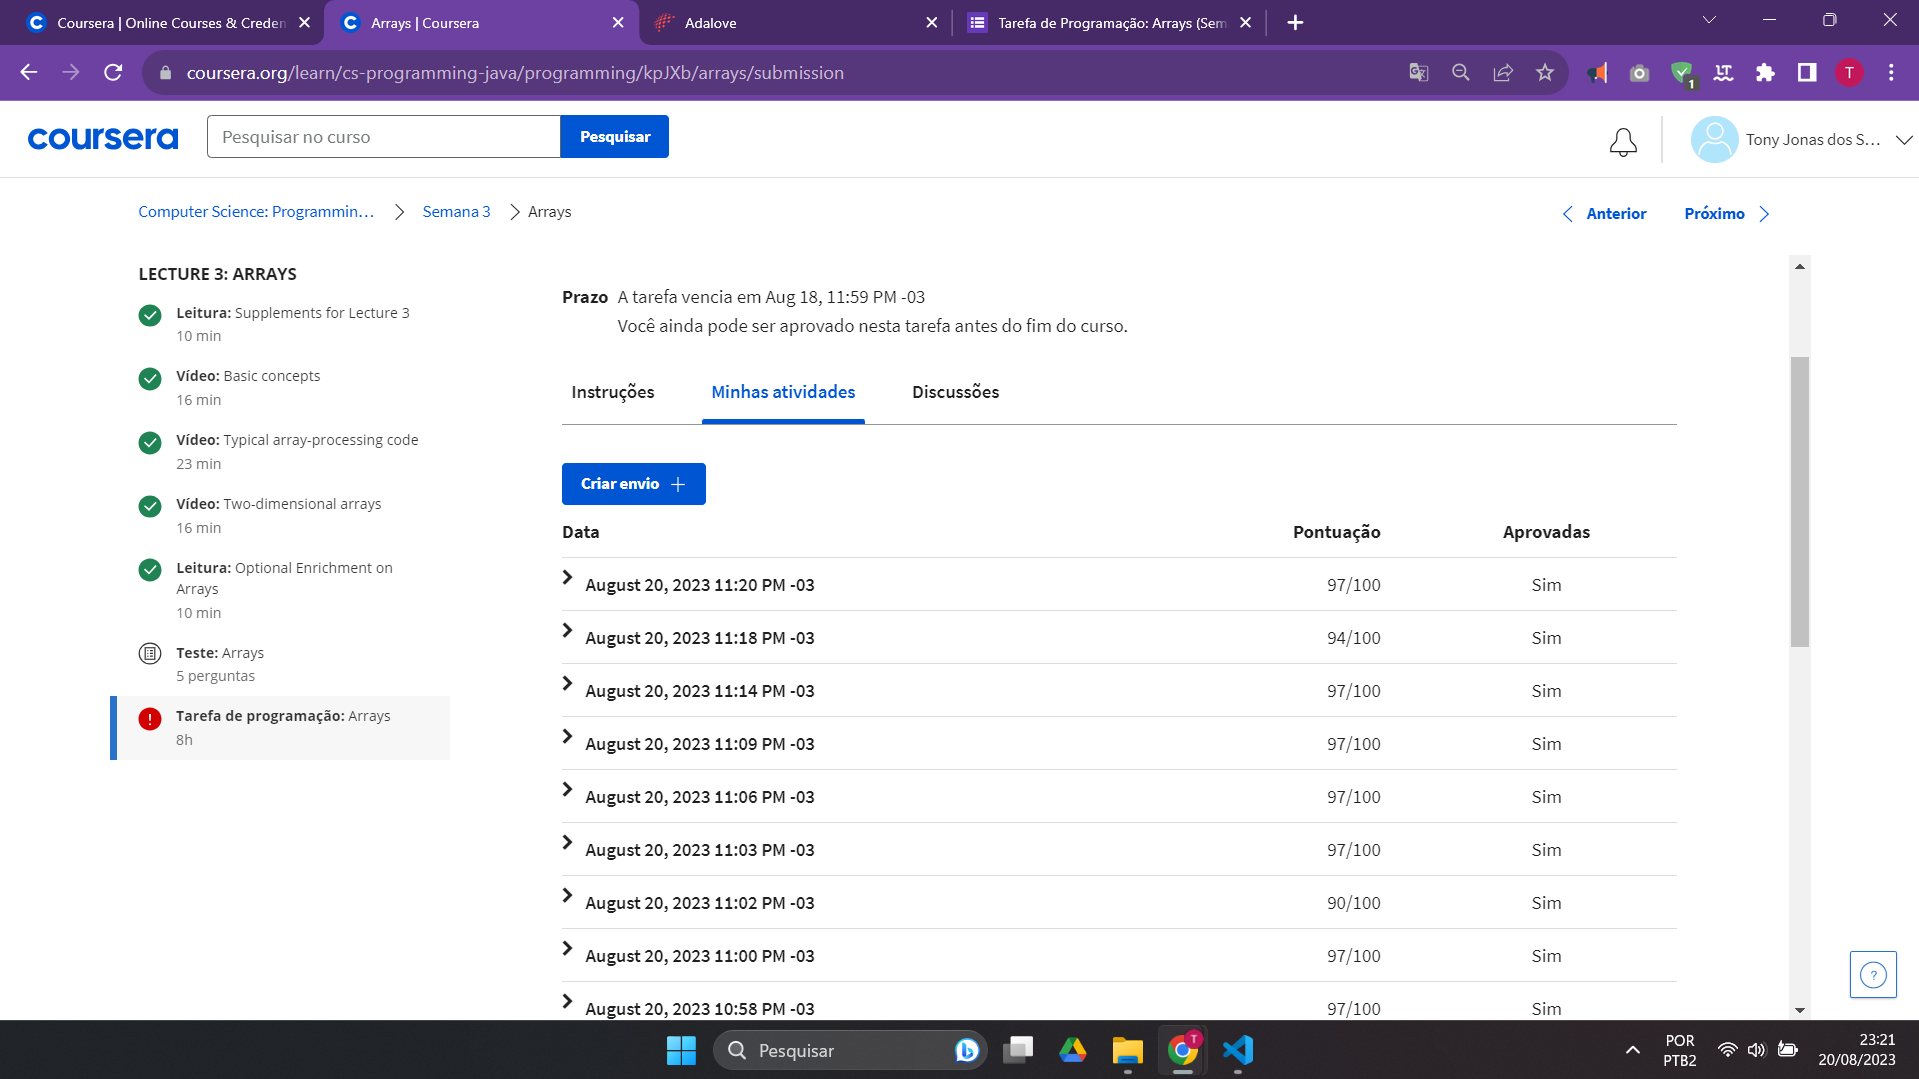 Coursera | Online Courses & Creden
Arrays | Coursera
Adalove
Tarefa de Programação: Arrays (Sem
coursera.org/learn/cs-programming-java/programming/kpJXb/arrays/submission
1
T
coursera
Pesquisar no curso
Pesquisar
Tony Jonas dos S...
Computer Science: Programmin...
Semana 3
Arrays
Anterior
Próximo
LECTURE 3: ARRAYS
Leitura: Supplements for Lecture 3
10 min
Vídeo: Basic concepts
16 min
Vídeo: Typical array-processing code
23 min
Vídeo: Two-dimensional arrays
16 min
Leitura: Optional Enrichment on
Arrays
10 min
Teste: Arrays
5 perguntas
Tarefa de programação: Arrays
8h
Prazo A tarefa vencia em Aug 18, 11:59 PM -03
Você ainda pode ser aprovado nesta tarefa antes do fim do curso.
Instruções
Minhas atividades
Discussões
Criar envio
Data Pontuação Aprovadas
August 20, 2023 11:20 PM -03 97/100 Sim
August 20, 2023 11:18 PM -03 94/100 Sim
August 20, 2023 11:14 PM -03 97/100 Sim
August 20, 2023 11:09 PM -03 97/100 Sim
August 20, 2023 11:06 PM -03 97/100 Sim
August 20, 2023 11:03 PM -03 97/100 Sim
August 20, 2023 11:02 PM -03 90/100 Sim
August 20, 2023 11:00 PM -03 97/100 Sim
August 20, 2023 10:58 PM -03 97/100 Sim
?
Pesquisar
T
POR
PTB2
23:21
20/08/2023